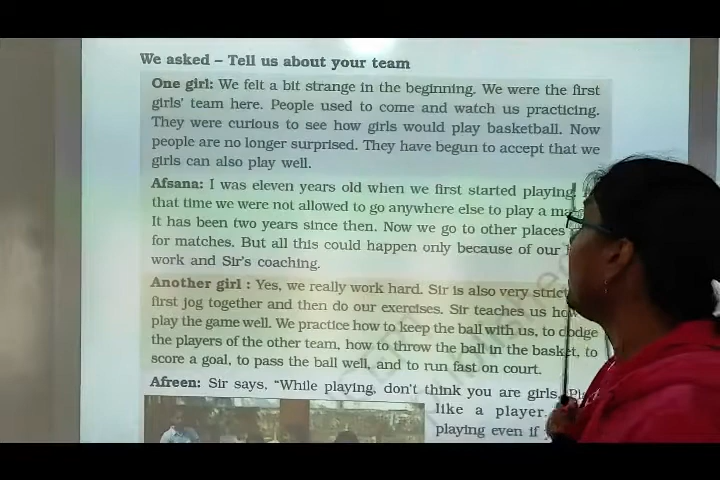 We asked – Tell us about your team
One girl: We felt a bit strange in the beginning. We were the first
girls' team here. People used to come and watch us practicing.
They were curious to see how girls would play basketball. Now
people are no longer surprised. They have begun to accept that we
girls can also play well.
Afsana: I was eleven years old when we first started playing.
that time we were not allowed to go anywhere else to play a
It has been two years since then. Now we go to other places
for matches. But all this could happen only because of our
work and Sir's coaching.
Another girl : Yes, we really work hard. Sir is also very strict
first jog together and then do our exercises. Sir teaches us
play the game well. We practice how to keep the ball with us, to dodge
the players of the other team, how to throw the ball in the basket, to
score a goal, to pass the ball well, and to run fast on court.
Afreen: Sir says, "While playing, don't think you are girls.
like a player.
playing even if